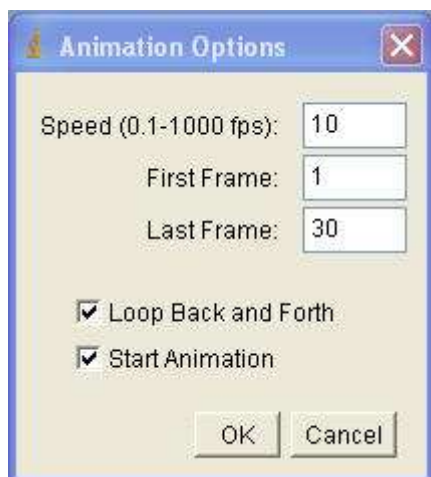 Animation Options
Speed (0.1-1000 fps): 10
First Frame: 1
Last Frame: 30
Loop Back and Forth
Start Animation
OK Cancel